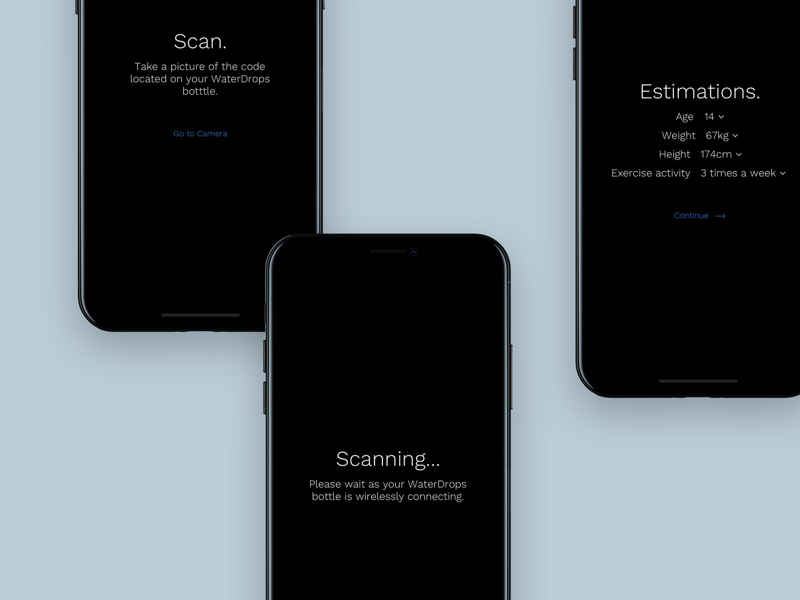 Scan.
Take a picture of the code
located on your WaterDrops
botttle.
Go to Camera
Estimations.
Age 14
Weight 67kg
Height 174cm
Exercise activity 3 times a week
Continue →
Scanning...
Please wait as your WaterDrops
bottle is wirelessly connecting.